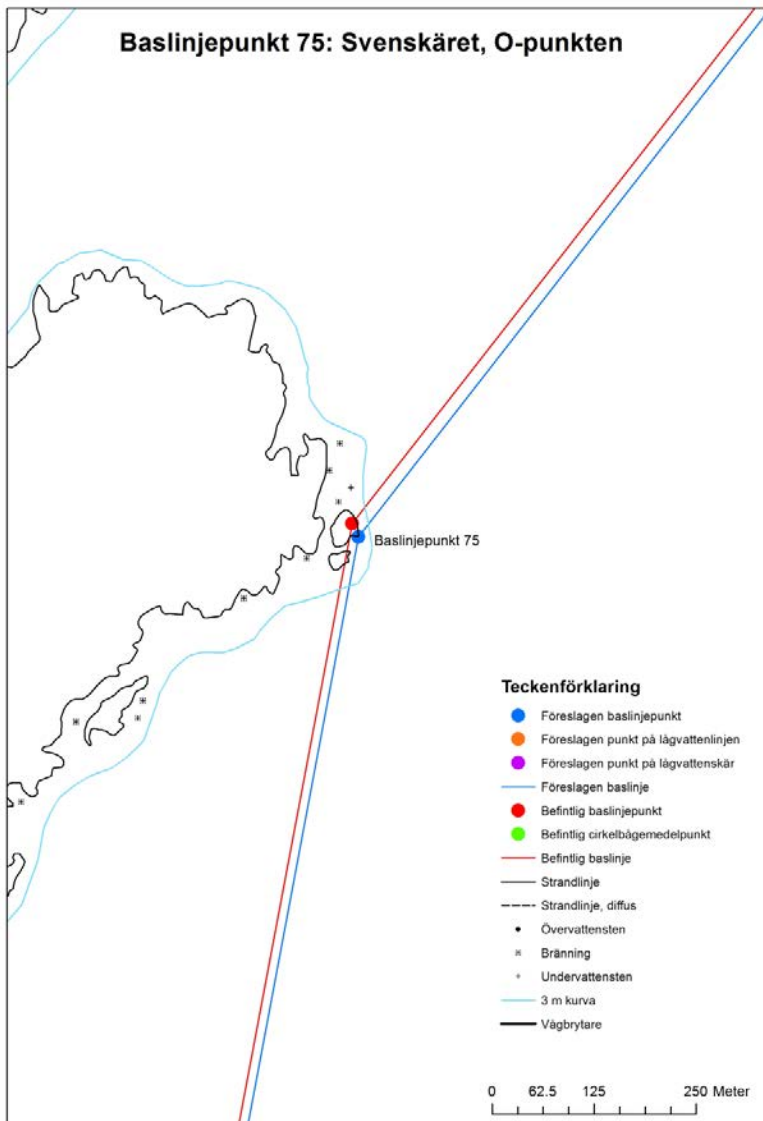 Baslinjepunkt 75: Svenskäret, O-punkten
Baslinjepunkt 75
Teckenförklaring
Föreslagen baslinjepunkt
Föreslagen punkt på lågvattenlinjen
Föreslagen punkt på lågvattenskär
Föreslagen baslinje
Befintlig baslinjepunkt
Befintlig cirkelbågemedelpunkt
Befintlig baslinje
Strandlinje
Strandlinje, diffus
Övervattensten
Bränning
Undervattensten
3 m kurva
Vågbrytare
0 62.5 125 250 Meter